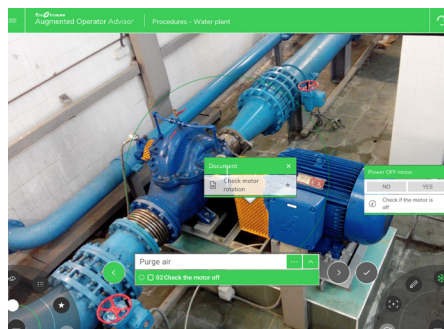 EcoStruxure
Augmented Operator Advisor
Procedures - Water plant
Document
Check motor
rotation
Power OFF motor
NO
YES
Check if the motor is
off
Purge air
02 Check the motor off